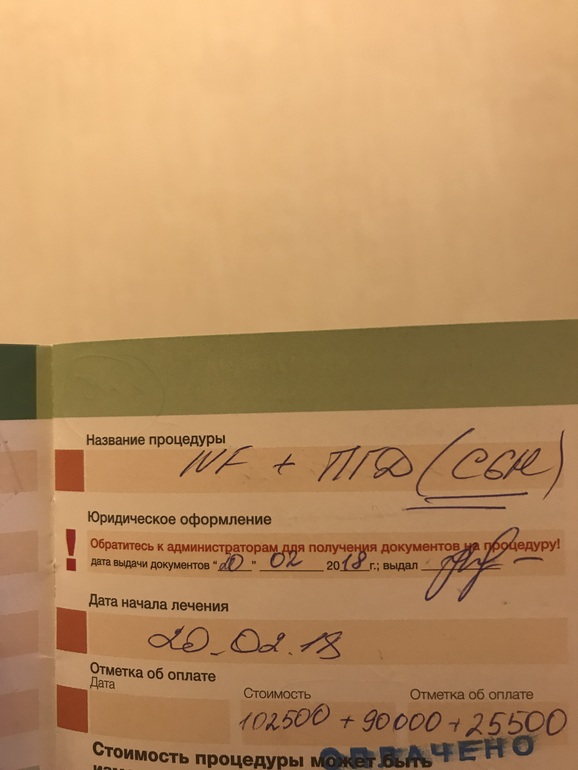 Название процедуры
IVF + ПГД (СБН)
Юридическое оформление
! Обратитесь к администраторам для получения документов на процедуру!
дата выдачи документов "20" 02 2018 г.; выдал
Дата начала лечения
20.02.18
Отметка об оплате
Дата Стоимость Отметка об оплате
102500 + 90000 + 25500
ОПЛАЧЕНО
Стоимость процедуры может быть